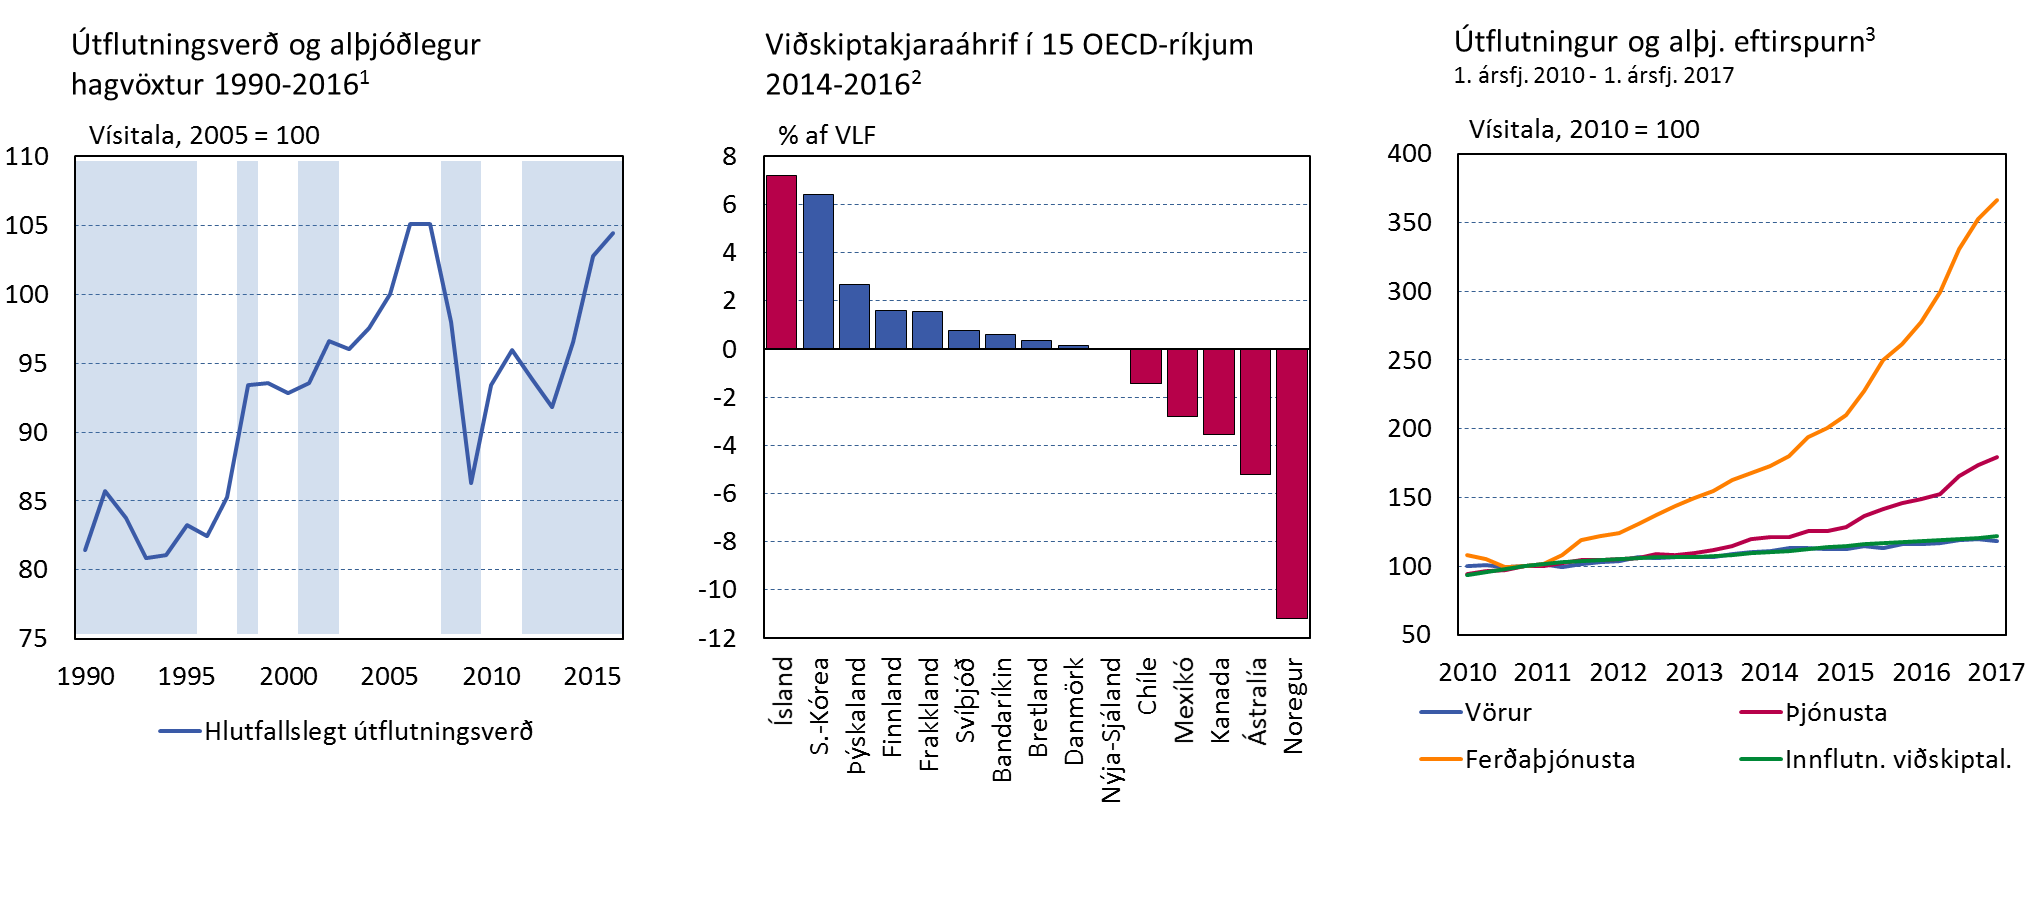 Útflutningsverð og alþjóðlegur
hagvöxtur 1990-2016¹
Vísitala, 2005 = 100
110
105
100
95
90
85
80
75
1990 1995 2000 2005 2010 2015
Hlutfallslegt útflutningsverð
Viðskiptakjaraáhrif í 15 OECD-ríkjum
2014-2016²
% af VLF
8
6
4
2
0
-2
-4
-6
-8
-10
-12
Ísland
S.-Kórea
Þýskaland
Finnland
Frakkland
Svíþjóð
Bandaríkin
Bretland
Danmörk
Nýja-Sjáland
Chíle
Mexíkó
Kanada
Ástralía
Noregur
Útflutningur og alþj. eftirspurn³
1. ársfj. 2010 - 1. ársfj. 2017
Vísitala, 2010 = 100
400
350
300
250
200
150
100
50
2010 2011 2012 2013 2014 2015 2016 2017
Vörur Þjónusta
Ferðaþjónusta Innflutn. viðskiptal.